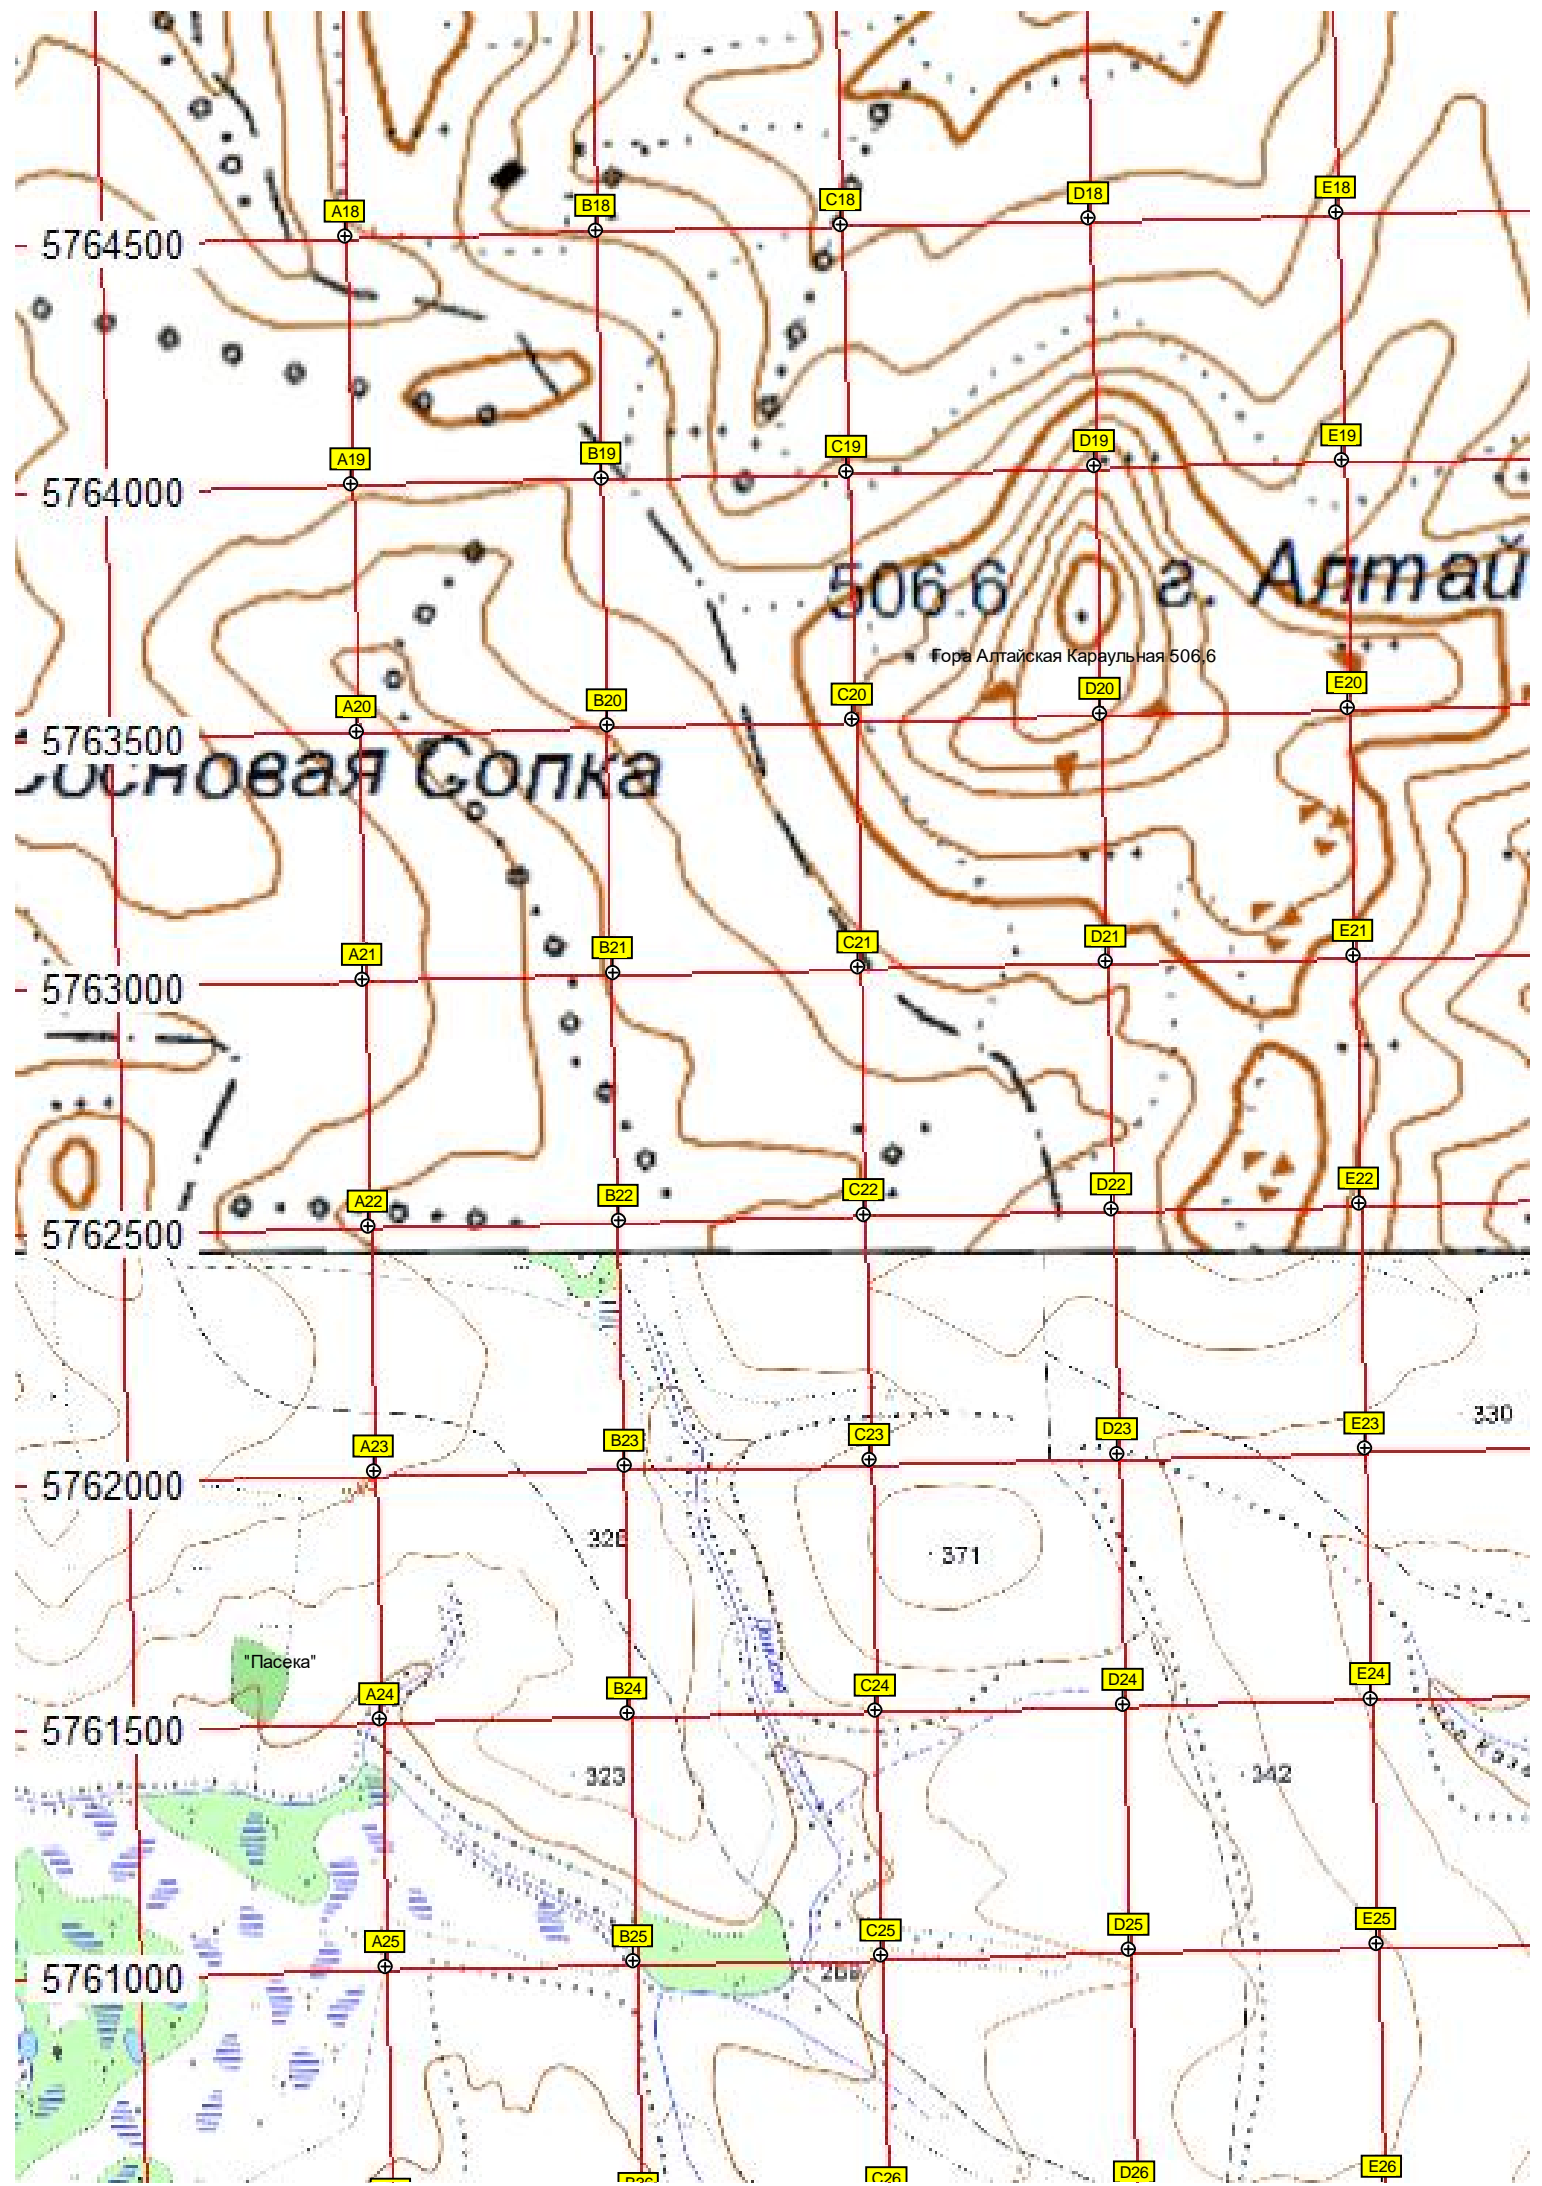 A18 B18 C18 D18 E18
5764500
A19 B19 C19 D19 E19
5764000
506.6 г. Алтай
Гора Алтайская Караульная 506,6
A20 B20 C20 D20 E20
5763500
Сосновая Сопка
A21 B21 C21 D21 E21
5763000
A22 B22 C22 D22 E22
5762500
330
A23 B23 C23 D23 E23
5762000
371
"Пасека"
A24 B24 C24 D24 E24
5761500
323 342
A25 B25 C25 D25 E25
5761000
C26 D26 E26